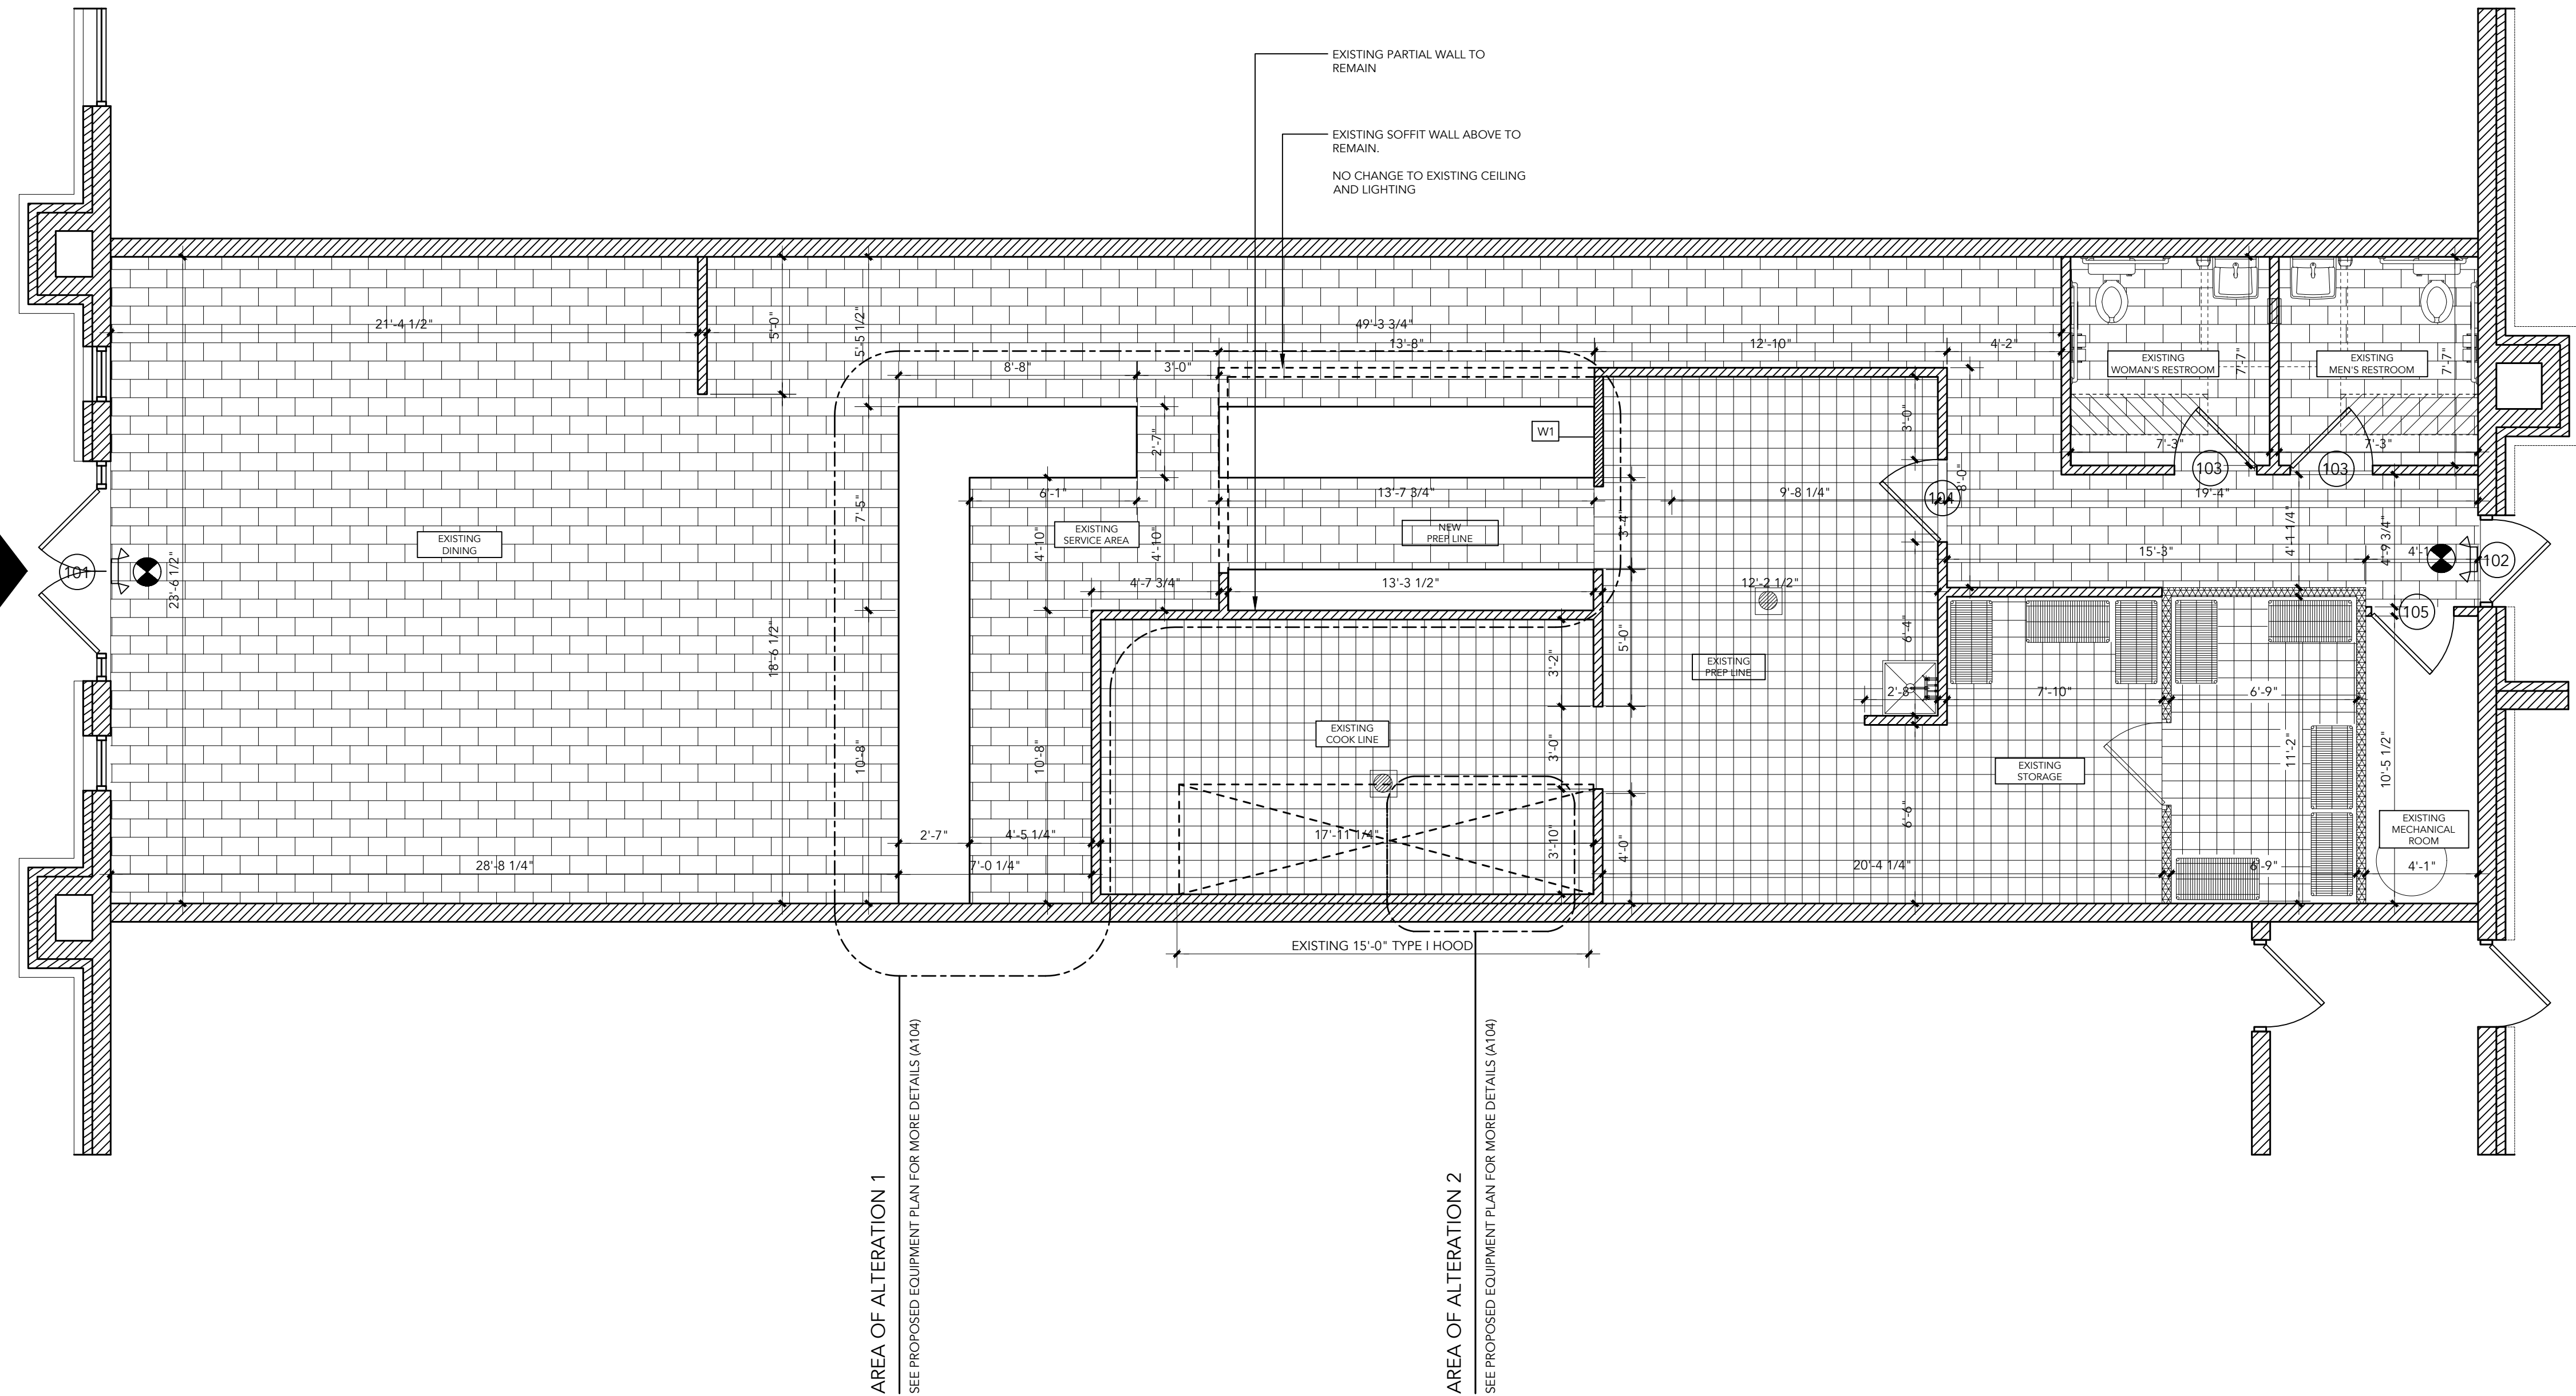 EXISTING PARTIAL WALL TO
REMAIN
EXISTING SOFFIT WALL ABOVE TO
REMAIN.
NO CHANGE TO EXISTING CEILING
AND LIGHTING
21'-4 1/2"
5'-0"
5'-5 1/2"
49'-3 3/4"
13'-8"
12'-10"
4'-2"
8'-8"
3'-0"
EXISTING
WOMAN'S RESTROOM
7'-7"
EXISTING
MEN'S RESTROOM
7'-7"
2'-7"
W1
3'-0"
7'-3"
7'-3"
103
103
8'-0"
6'-1"
13'-7 3/4"
9'-8 1/4"
104
19'-4"
7'-5"
EXISTING
SERVICE AREA
4'-10"
4'-10"
NEW
PREP LINE
3'-4"
4'-1 1/4"
4'-9 3/4"
EXISTING
DINING
15'-3"
102
101
23'-6 1/2"
4'-7 3/4"
13'-3 1/2"
12'-2 1/2"
105
18'-6 1/2"
3'-2"
5'-0"
6'-4"
EXISTING
PREP LINE
2'-8"
7'-10"
6'-9"
EXISTING
COOK LINE
10'-8"
10'-8"
3'-0"
11'-2"
10'-5 1/2"
EXISTING
STORAGE
2'-7"
4'-5 1/4"
17'-11 1/4"
3'-10"
4'-0"
6'-6"
EXISTING
MECHANICAL
ROOM
28'-8 1/4"
7'-0 1/4"
20'-4 1/4"
6'-9"
4'-1"
EXISTING 15'-0" TYPE I HOOD
AREA OF ALTERATION 1
SEE PROPOSED EQUIPMENT PLAN FOR MORE DETAILS (A104)
AREA OF ALTERATION 2
SEE PROPOSED EQUIPMENT PLAN FOR MORE DETAILS (A104)